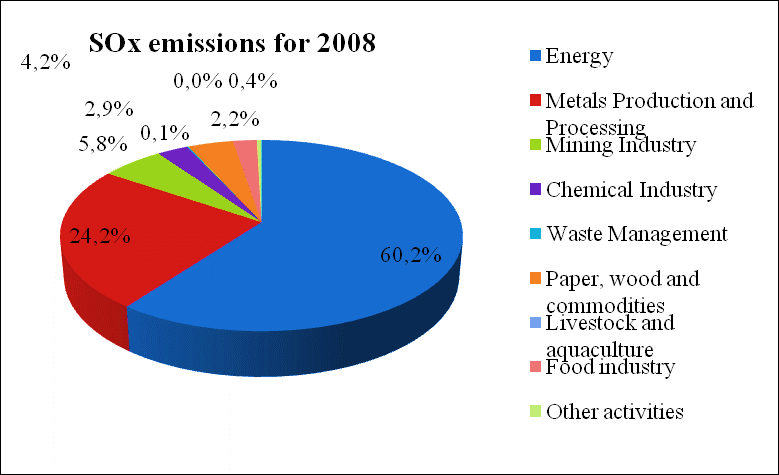 SOx emissions for 2008
4,2%
0,0%
0,4%
2,9%
0,1%
2,2%
5,8%
24,2%
60,2%
Energy
Metals Production and
Processing
Mining Industry
Chemical Industry
Waste Management
Paper, wood and
commodities
Livestock and
aquaculture
Food industry
Other activities